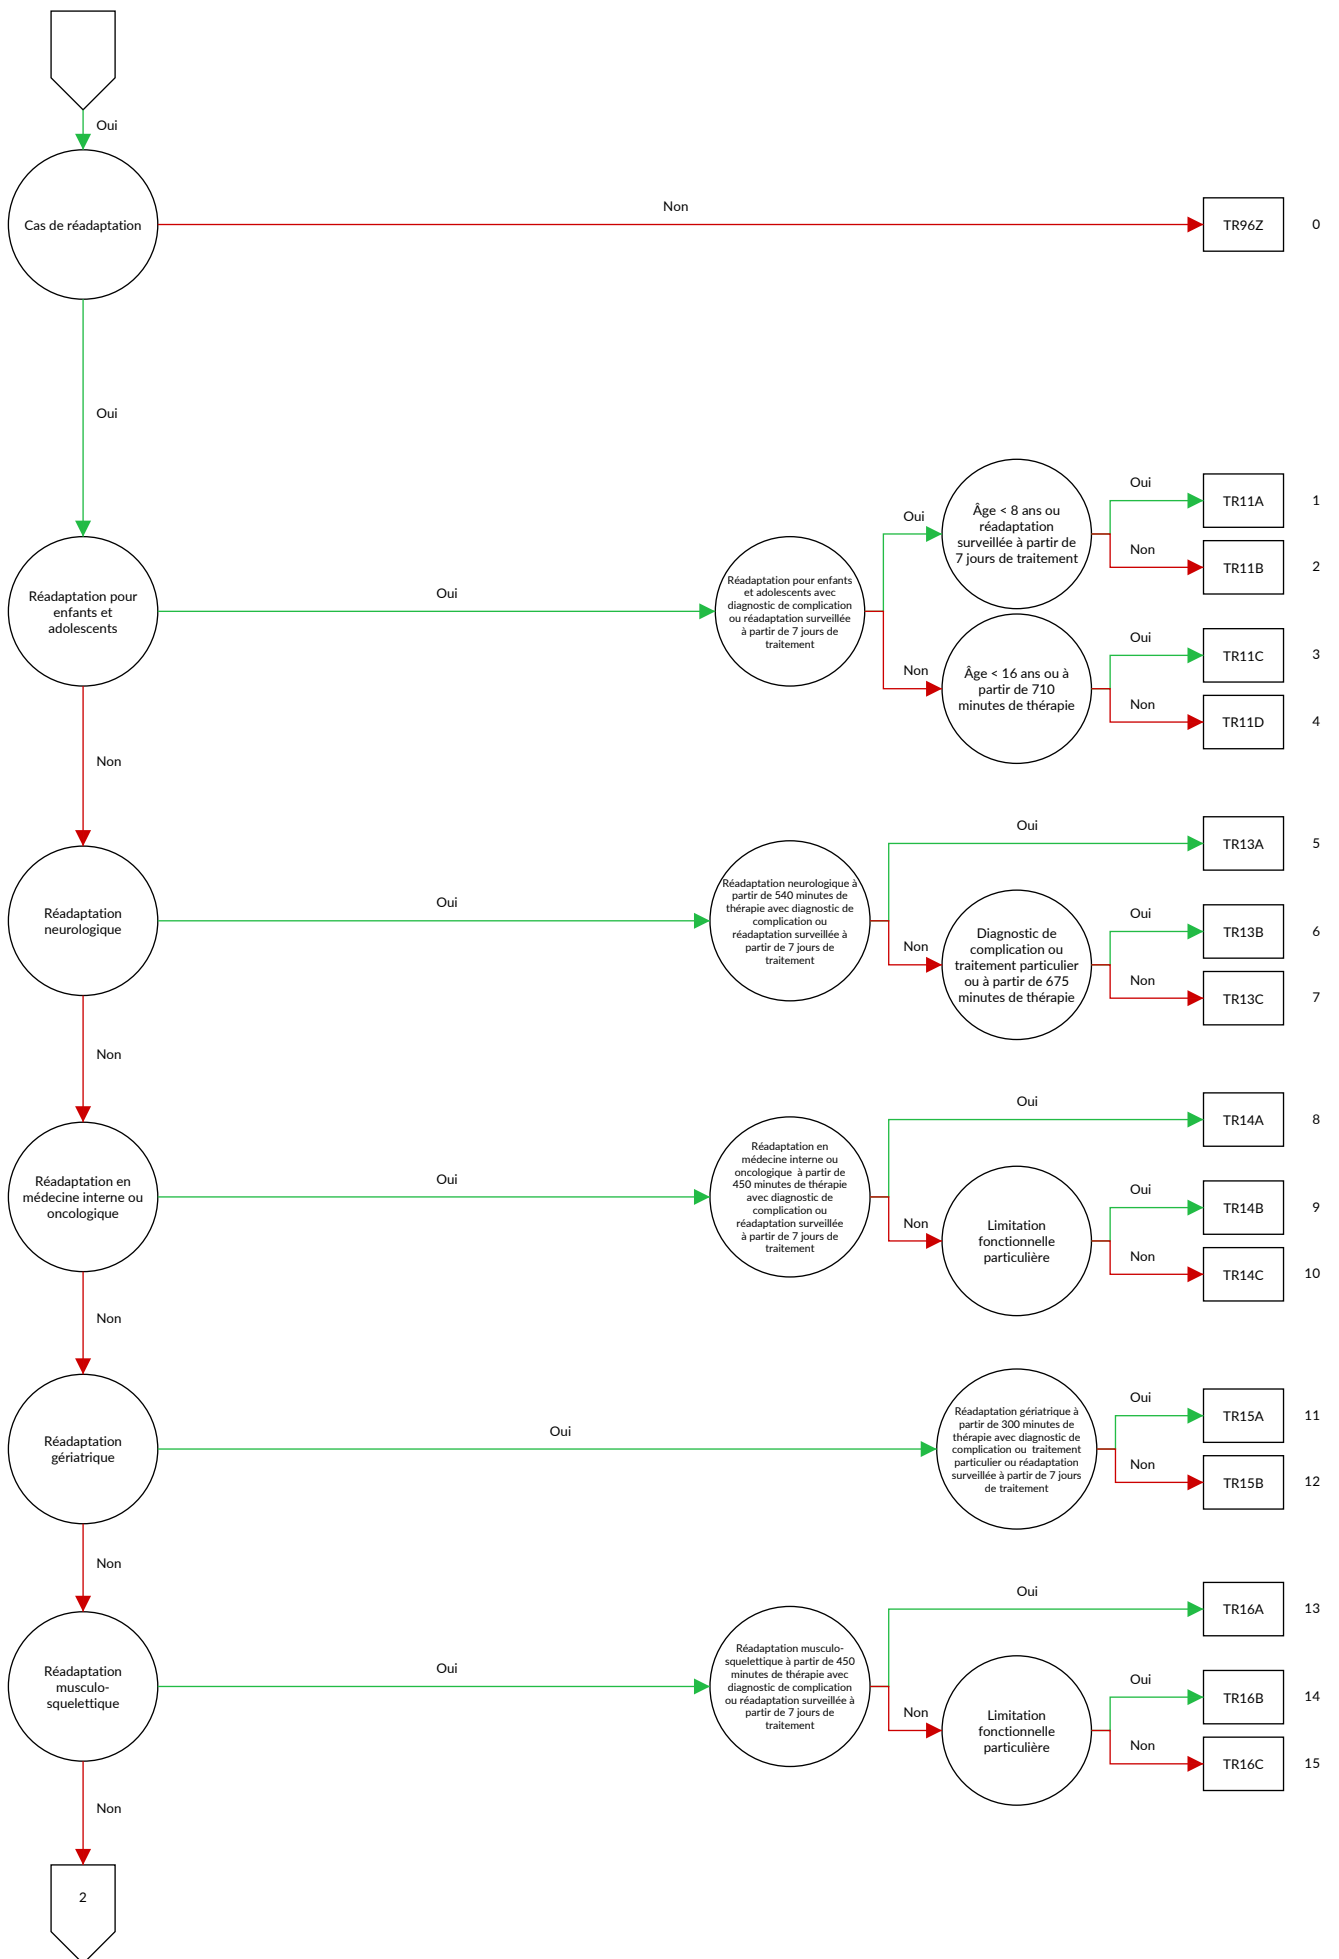 Oui
Cas de réadaptation
Non
TR96Z
0
Oui
Réadaptation pour
enfants et
adolescents
Oui
Réadaptation pour enfants
et adolescents avec
diagnostic de complication
ou réadaptation surveillée
à partir de 7 jours de
traitement
Oui
Âge < 8 ans ou
réadaptation
surveillée à partir de
7 jours de traitement
Oui
TR11A
1
Non
TR11B
2
Non
Âge < 16 ans ou à
partir de 710
minutes de thérapie
Oui
TR11C
3
Non
TR11D
4
Non
Réadaptation
neurologique
Oui
Réadaptation neurologique à
partir de 540 minutes de
thérapie avec diagnostic de
complication ou
réadaptation surveillée à
partir de 7 jours de
traitement
Oui
TR13A
5
Non
Diagnostic de
complication ou
traitement particulier
ou à partir de 675
minutes de thérapie
Oui
TR13B
6
Non
TR13C
7
Non
Réadaptation en
médecine interne ou
oncologique
Oui
Réadaptation en
médecine interne ou
oncologique à partir de
450 minutes de thérapie
avec diagnostic de
complication ou
réadaptation surveillée
à partir de 7 jours de
traitement
Oui
TR14A
8
Non
Limitation
fonctionnelle
particulière
Oui
TR14B
9
Non
TR14C
10
Non
Réadaptation
gériatrique
Oui
Réadaptation gériatrique à
partir de 300 minutes de
thérapie avec diagnostic de
complication ou traitement
particulier ou réadaptation
surveillée à partir de 7 jours
de traitement
Oui
TR15A
11
Non
TR15B
12
Non
Réadaptation
musculo-
squelettique
Oui
Réadaptation musculo-
squelettique à partir de 450
minutes de thérapie avec
diagnostic de complication
ou réadaptation surveillée à
partir de 7 jours de
traitement
Oui
TR16A
13
Non
Limitation
fonctionnelle
particulière
Oui
TR16B
14
Non
TR16C
15
Non
2